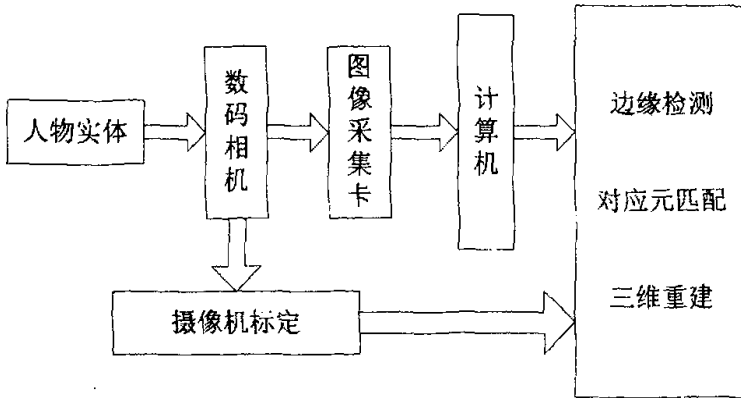 人物实体
数码相机
图像采集卡
计算机
边缘检测
对应元匹配
三维重建
摄像机标定